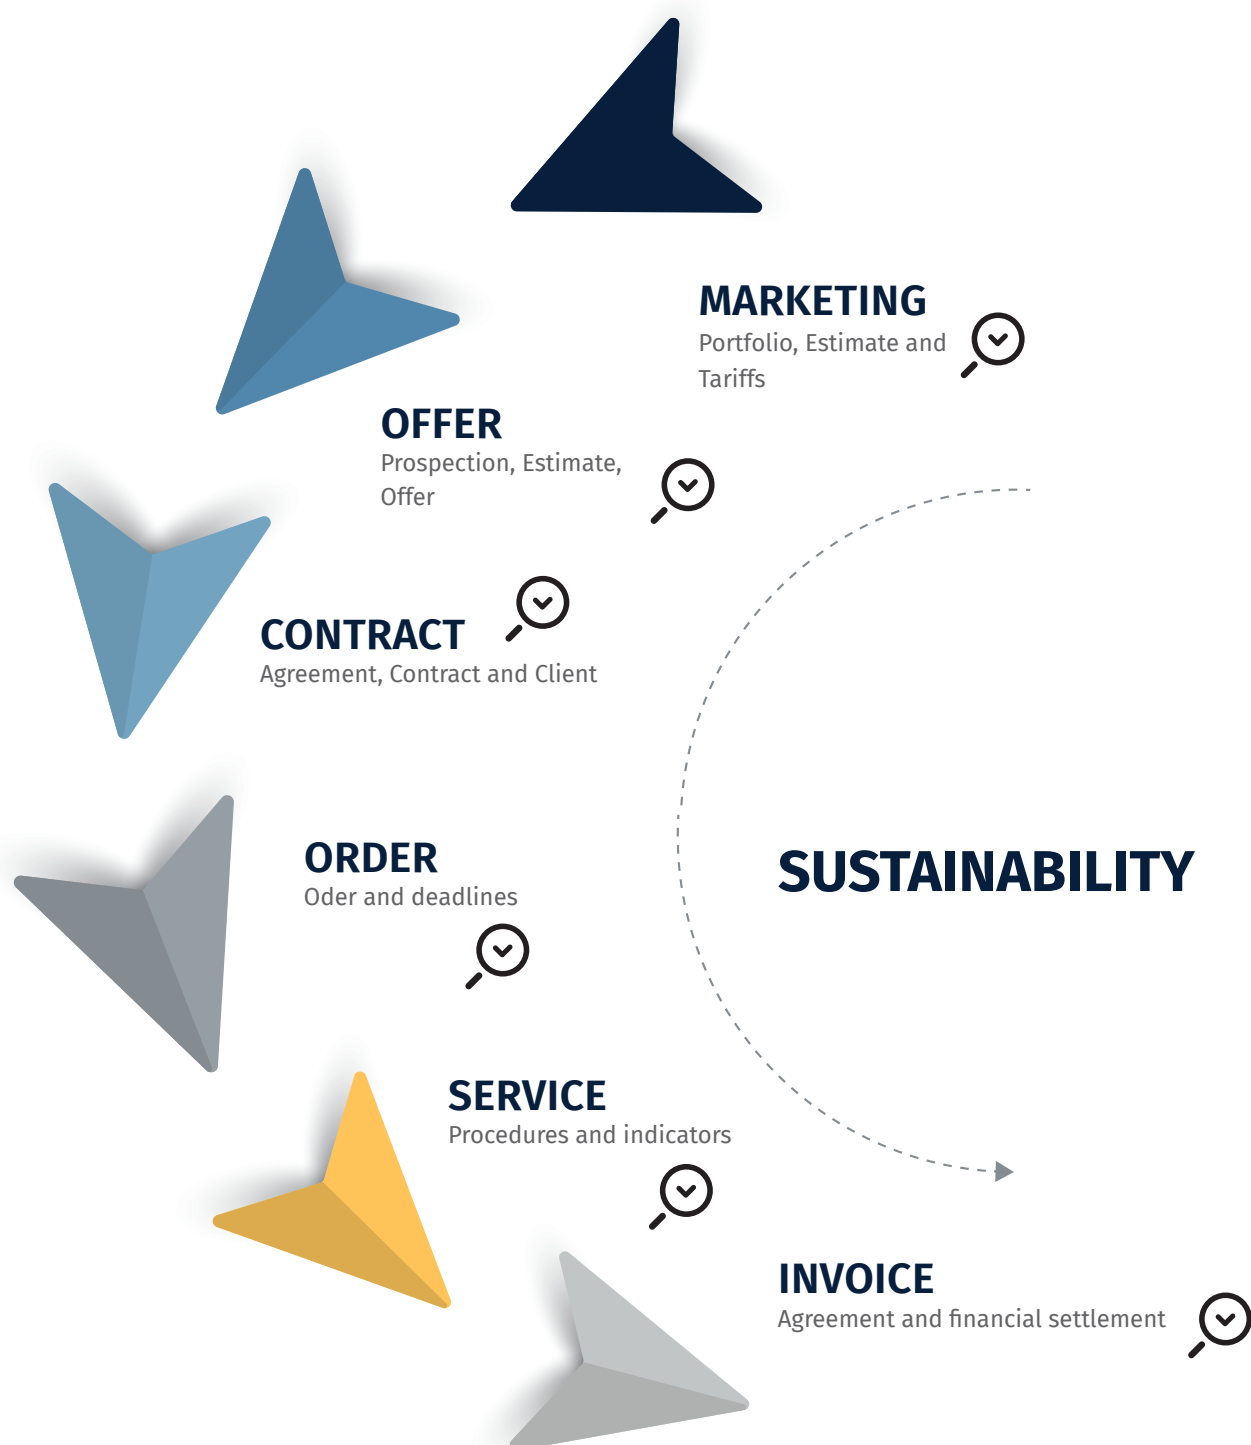 MARKETING
Portfolio, Estimate and
Tariffs
OFFER
Prospection, Estimate,
Offer
CONTRACT
Agreement, Contract and Client
ORDER
Oder and deadlines
SUSTAINABILITY
SERVICE
Procedures and indicators
INVOICE
Agreement and financial settlement